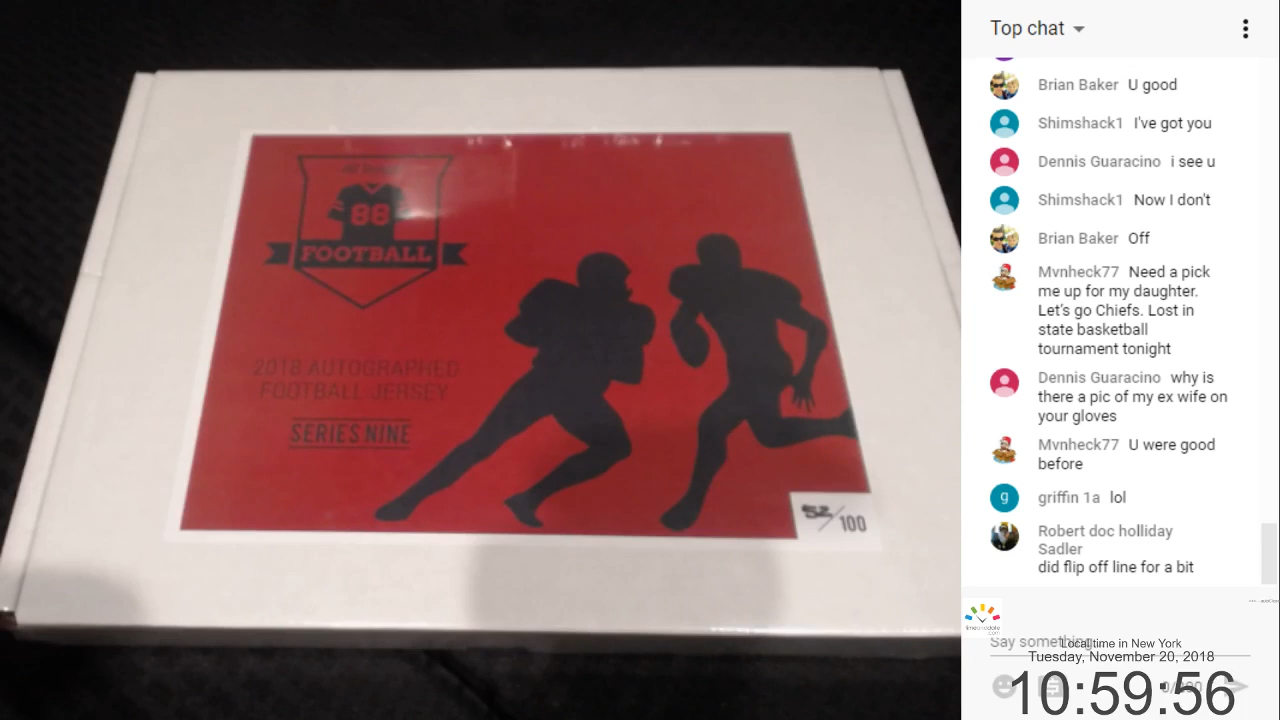 88
FOOTBALL
2018 AUTOGRAPHED
FOOTBALL JERSEY
SERIES NINE
52/100
Top chat
Brian Baker U good
Shimshack1 I've got you
Dennis Guaracino i see u
Shimshack1 Now I don't
Brian Baker Off
Mvnheck77 Need a pick
me up for my daughter.
Let's go Chiefs. Lost in
state basketball
tournament tonight
Dennis Guaracino why is
there a pic of my ex wife on
your gloves
Mvnheck77 U were good
before
g griffin 1a lol
Robert doc holliday
Sadler
did flip off line for a bit
timeanddate
.com
Say something...
Local time in New York
Tuesday, November 20, 2018
10:59:56